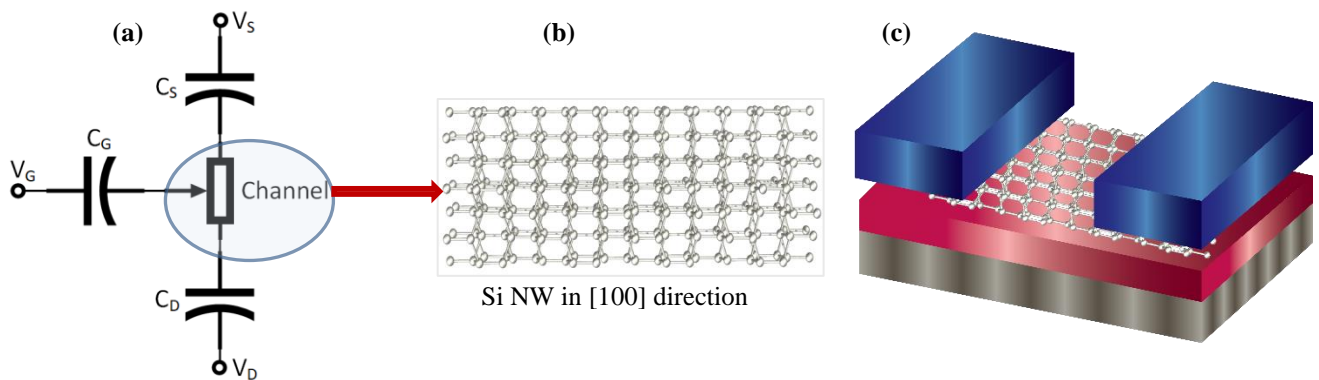 (a)
V_S
C_S
C_G
V_G
Channel
C_D
V_D
(b)
Si NW in [100] direction
(c)